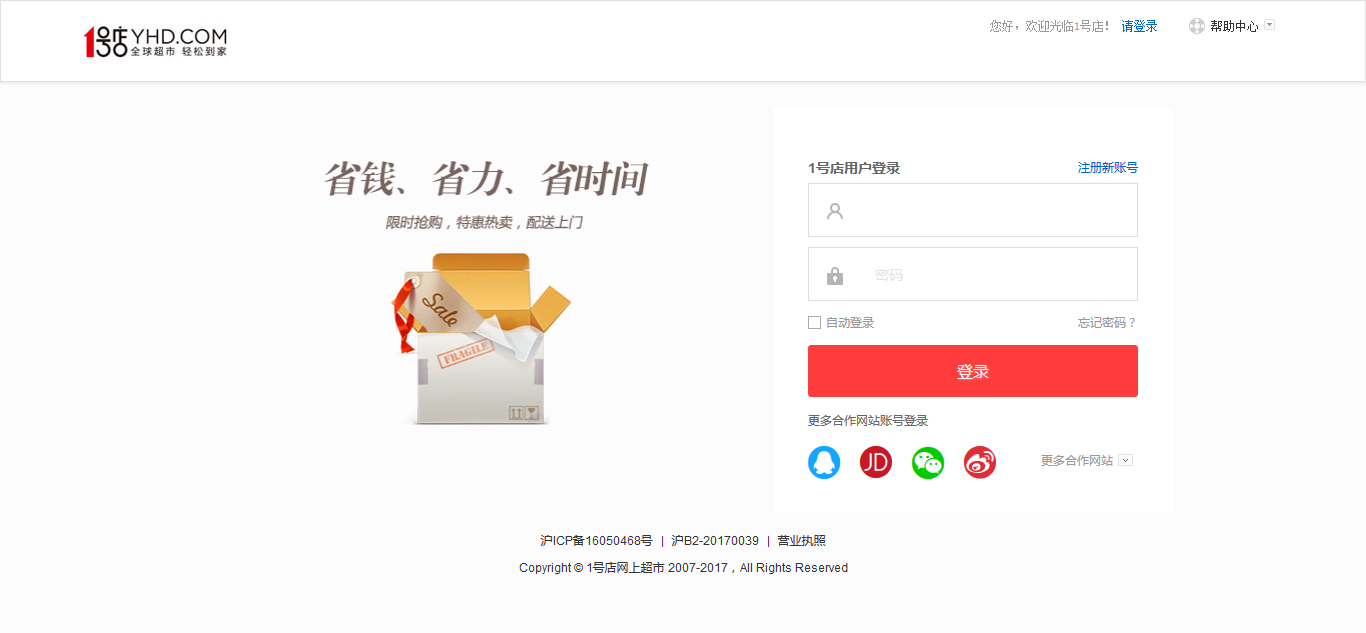 1号店 YHD.COM
全球超市 轻松到家
您好，欢迎光临1号店！ 请登录 帮助中心
省钱、省力、省时间
限时抢购，特惠热卖，配送上门
Sale
FRAGILE
1号店用户登录 注册新账号
密码
自动登录 忘记密码？
登录
更多合作网站账号登录
JD
更多合作网站
沪ICP备16050468号 | 沪B2-20170039 | 营业执照
Copyright © 1号店网上超市 2007-2017，All Rights Reserved